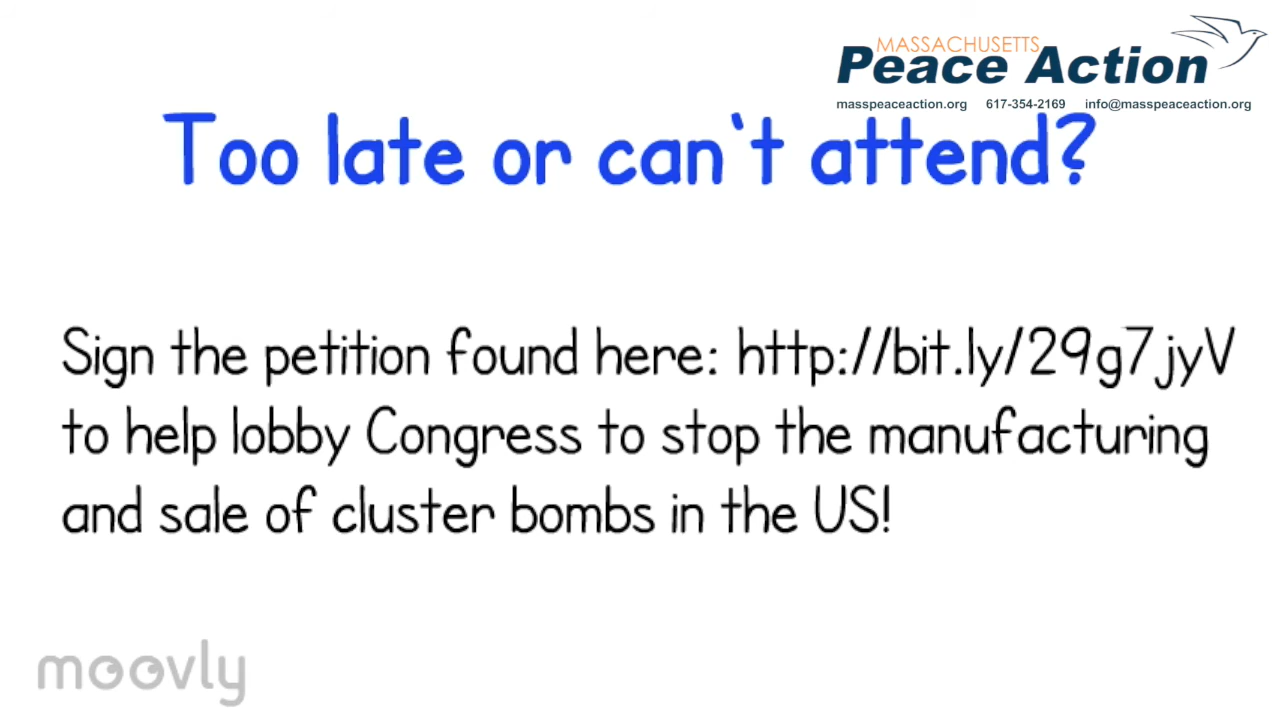 MASSACHUSETTS
Peace Action
masspeaceaction.org 617-354-2169 info@masspeaceaction.org
Too late or can't attend?
Sign the petition found here: http://bit.ly/29g7jyV
to help lobby Congress to stop the manufacturing
and sale of cluster bombs in the US!
moovly